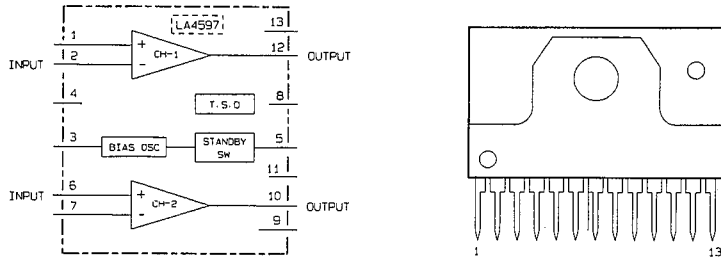 LA4597
13
1
+
CH-1
12
OUTPUT
INPUT
2
-
4
T.S.D
8
3
BIAS OSC
STANDBY
SW
5
11
INPUT
6
+
CH-2
10
OUTPUT
7
-
9
1
13